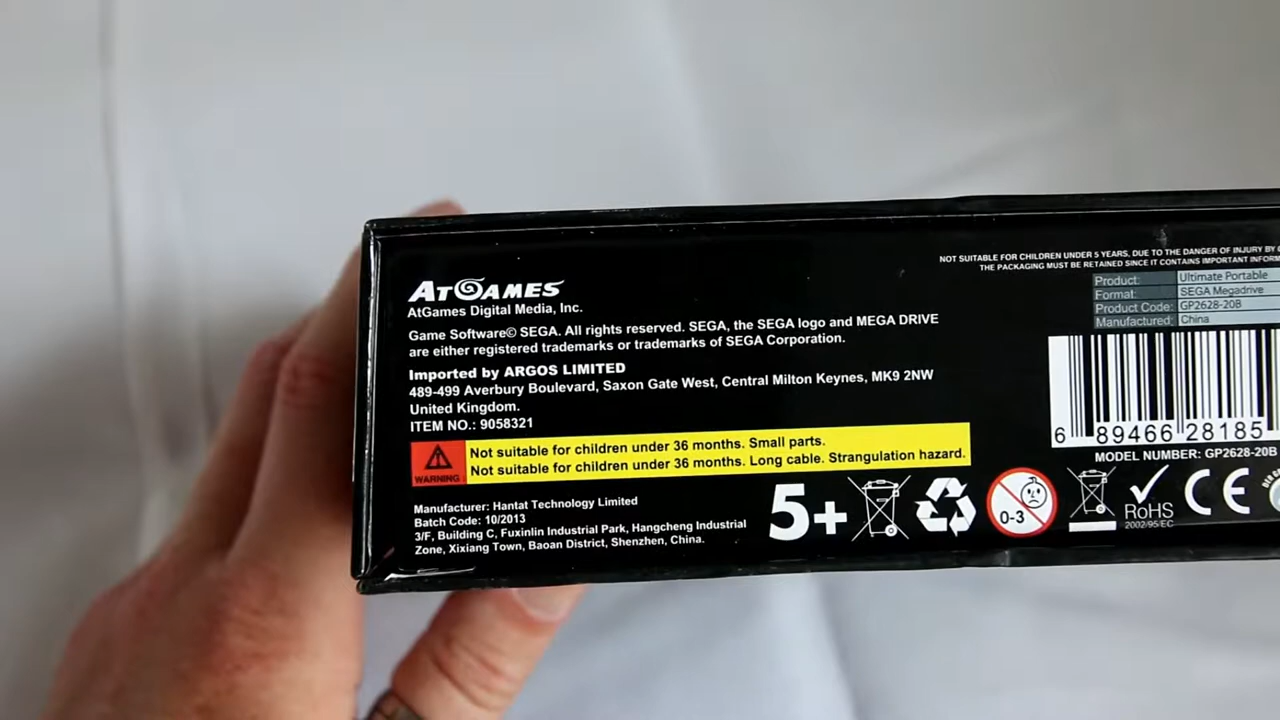 ATGAMES
AtGames Digital Media, Inc.
Game Software© SEGA. All rights reserved. SEGA, the SEGA logo and MEGA DRIVE
are either registered trademarks or trademarks of SEGA Corporation.
Imported by ARGOS LIMITED
489-499 Averbury Boulevard, Saxon Gate West, Central Milton Keynes, MK9 2NW
United Kingdom.
ITEM NO.: 9058321
WARNING:
Not suitable for children under 36 months. Small parts.
Not suitable for children under 36 months. Long cable. Strangulation hazard.
Manufacturer: Hantat Technology Limited
Batch Code: 10/2013
3/F, Building C, Fuxinlin Industrial Park, Hangcheng Industrial
Zone, Xixiang Town, Baoan District, Shenzhen, China.
5+
0-3
NOT SUITABLE FOR CHILDREN UNDER 5 YEARS, DUE TO THE DANGER OF INJURY BY
THE PACKAGING MUST BE RETAINED SINCE IT CONTAINS IMPORTANT
Product: Ultimate Portable
Format: SEGA Megadrive
Product Code: GP2628-20B
Manufactured: China
6 89466 28185
MODEL NUMBER: GP2628-20B
RoHS
2002/95/EC
CE